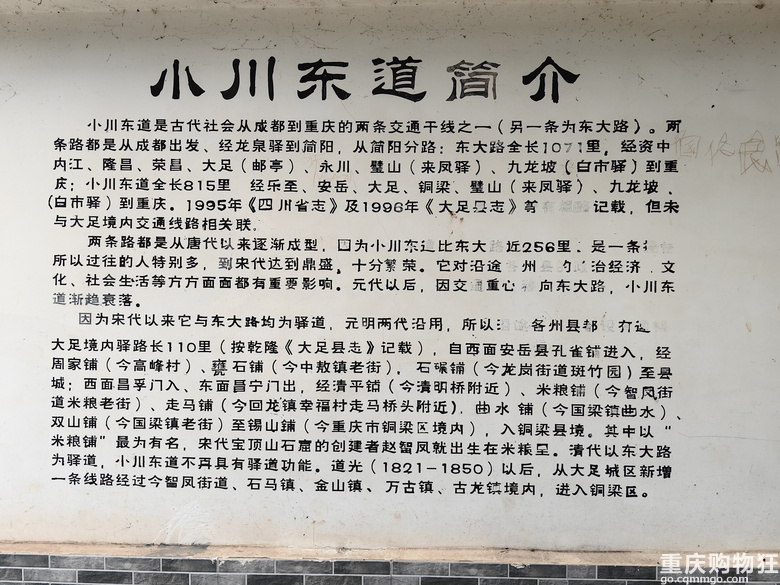 小川东道简介
小川东道是古代社会从成都到重庆的两条交通干线之一（另一条为东大路）。两
条路都是从成都出发、经龙泉驿到简阳，从简阳分路：东大路全长1071里，经资中
内江、隆昌、荣昌、大足（邮亭）、永川、璧山（来凤驿）、九龙坡（白市驿）到重
庆；小川东道全长815里 经乐至、安岳、大足、铜梁、璧山（来凤驿）、九龙坡
(白市驿）到重庆。1995年《四川省志》及1996年《大足县志》 记载，但未
与大足境内交通线路相关联。
两条路都是从唐代以来逐渐成型，因为小川东道比东大 近256里 是一条
所以过往的人特别多，到宋代达到鼎盛，十分繁荣。它对沿途 州 治经济 文
化、社会生活等方方面面都有重要影响。元代以后，因交通重心 向东大路，小川东
道渐趋衰落。
因为宋代以来它与东大路均为驿道，元明两代沿用，所以 各州县都
大足境内驿路长110里（按乾隆《大足县志》记载），自西面安岳县孔雀铺进入，经
周家铺（今高峰村）、甕石铺（今中敖镇老街）、石碾铺（今龙岗街道斑竹园）至县
城；西面昌孚门入、东面昌宁门出，经清平铺（今清明桥附近）、米粮铺（今智凤街
道米粮老街）、走马铺（今回龙镇幸福村走马桥头附近）、曲水铺（今国梁镇曲水）、
双山铺（今国梁镇老街）至锡山铺（今重庆市铜梁区境内），入铜梁县境。其中以“
米粮铺”最为有名，宋代宝顶山石窟的创建者赵智凤就出生在米粮里。清代以东大路
为驿道，小川东道不再具有驿道功能。道光（1821-1850）以后，从大足城区新增
一条线路经过今智凤街道、石马镇、金山镇、万古镇、古龙镇境内，进入铜梁区。
重庆购物狂
go.cqmmgo.com